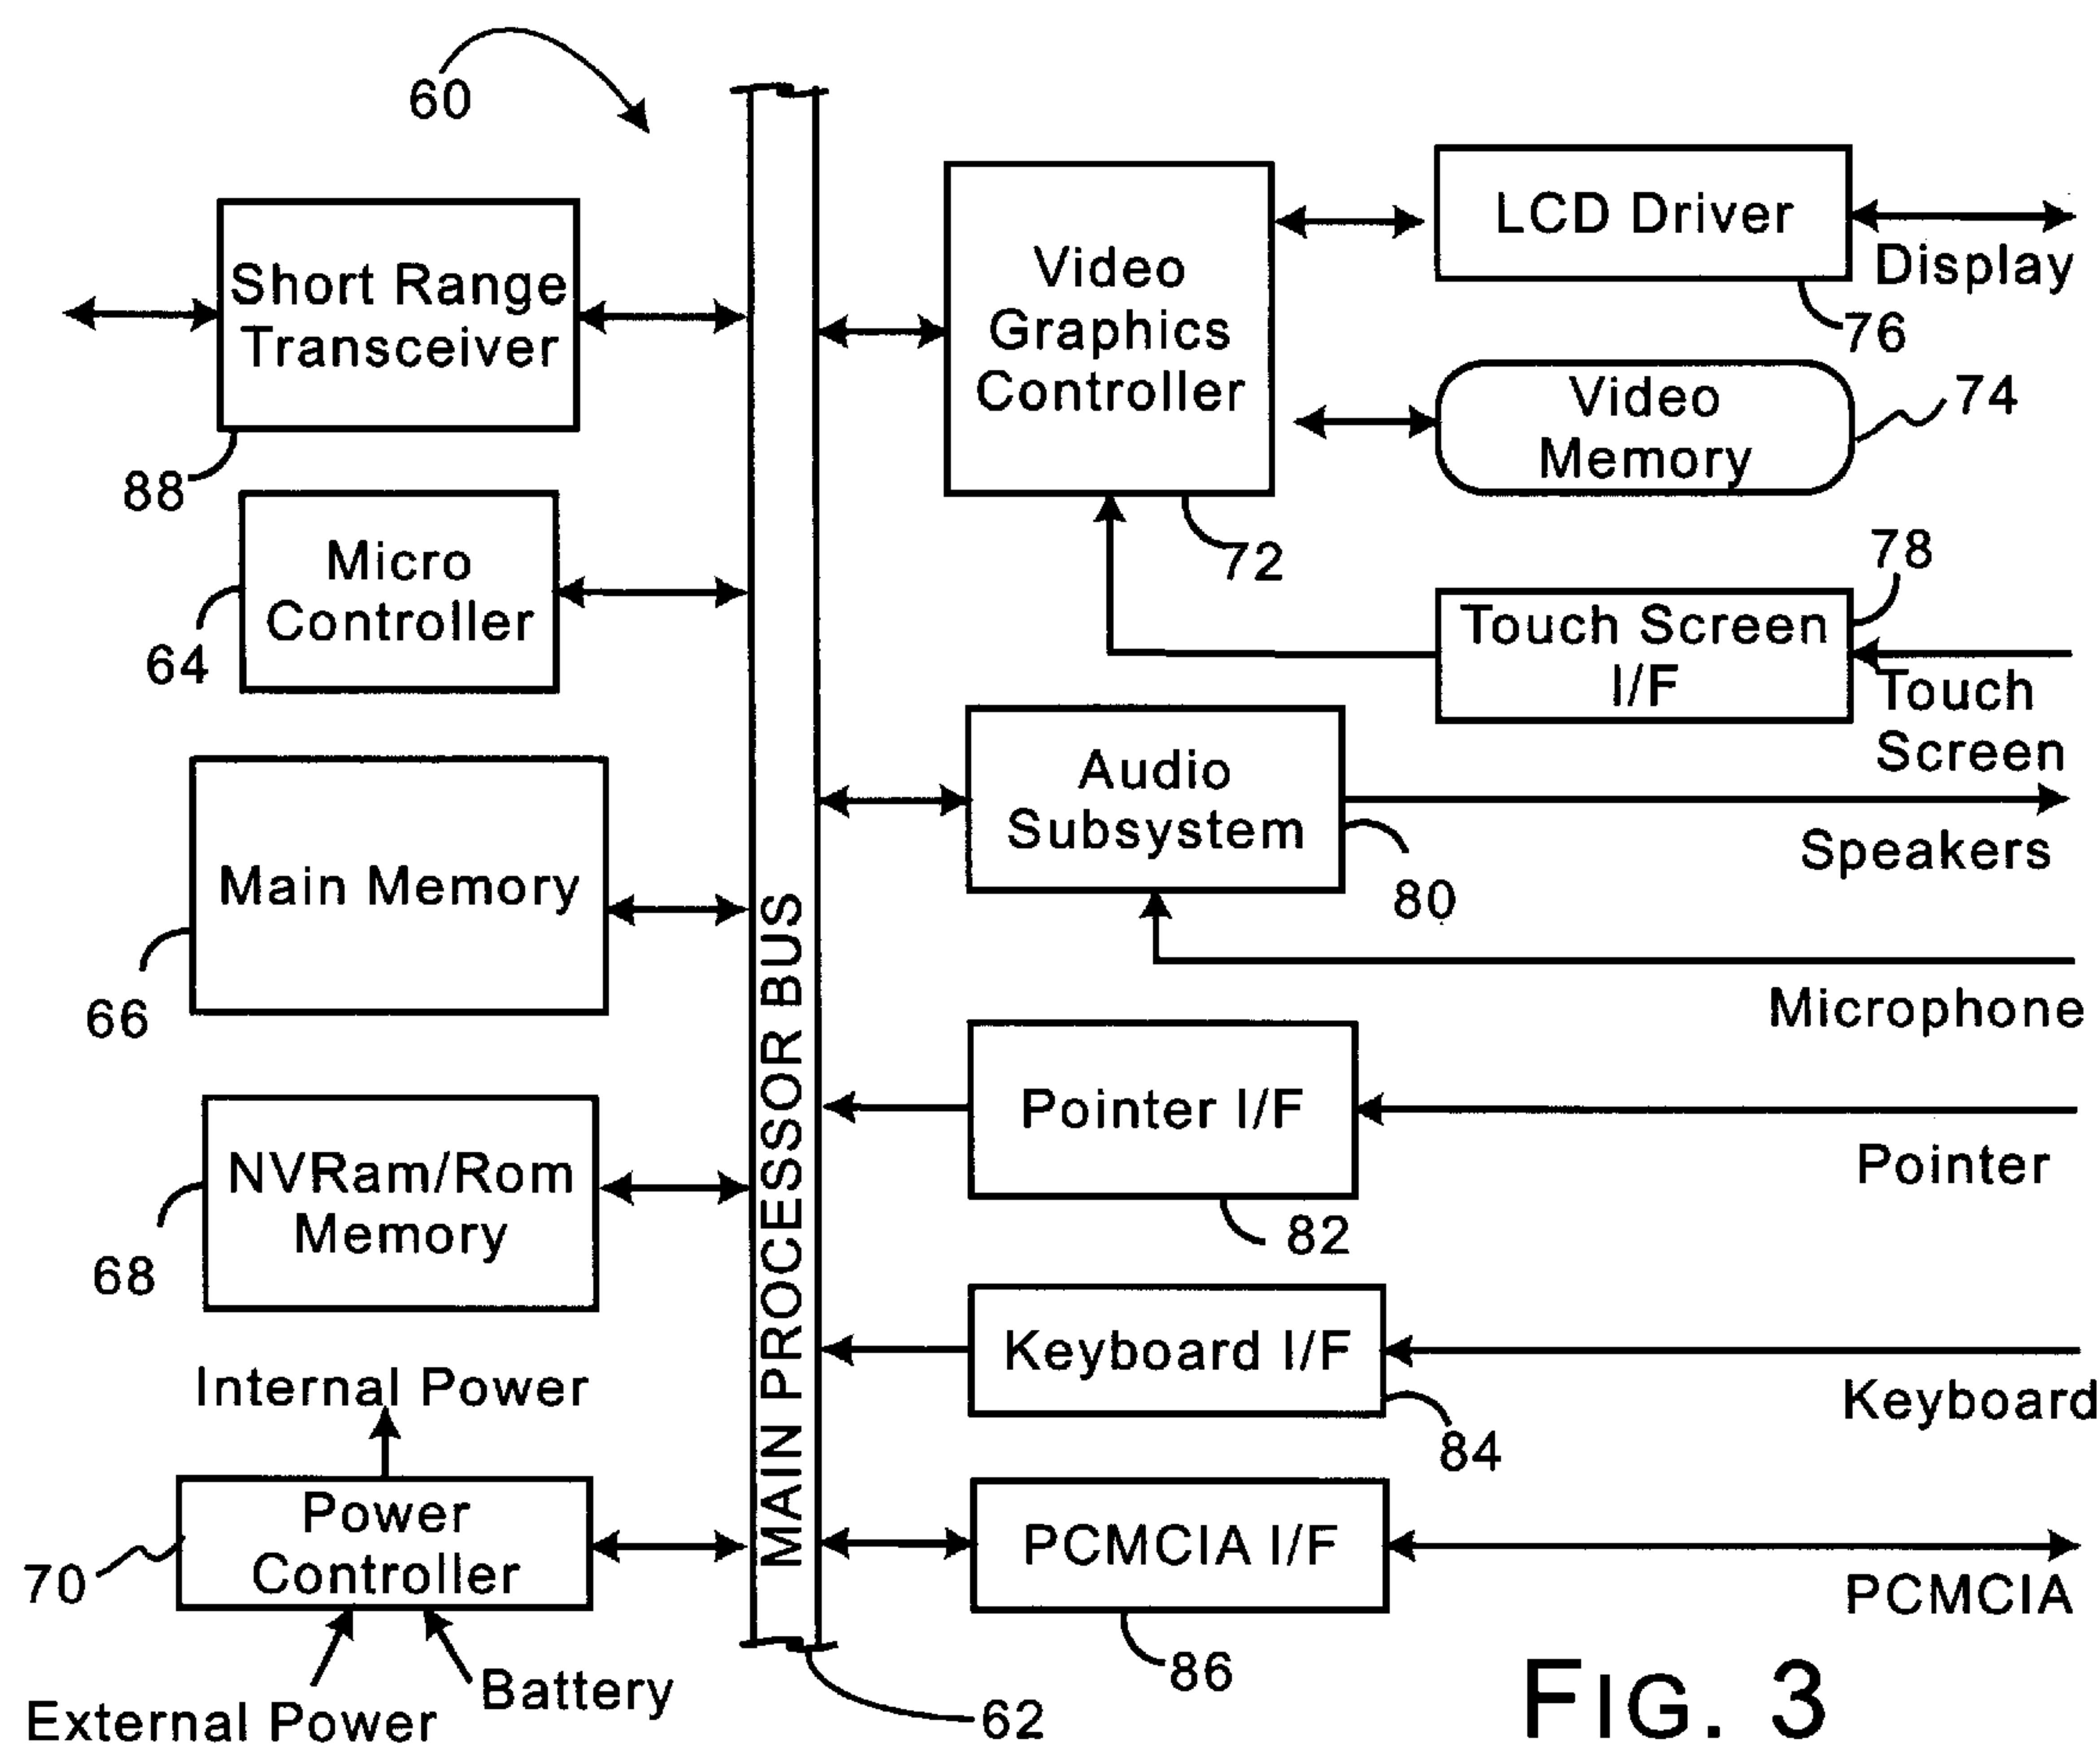 60
Short Range
Transceiver
88
Micro
Controller
64
Main Memory
66
NVRam/Rom
Memory
68
Internal Power
Power
Controller
70
External Power
Battery
MAIN PROCESSOR BUS
62
Video
Graphics
Controller
72
LCD Driver
Display
76
Video
Memory
74
78
Touch Screen
I/F
Touch
Screen
Audio
Subsystem
80
Speakers
Microphone
Pointer I/F
82
Pointer
Keyboard I/F
84
Keyboard
PCMCIA I/F
86
PCMCIA
FIG. 3